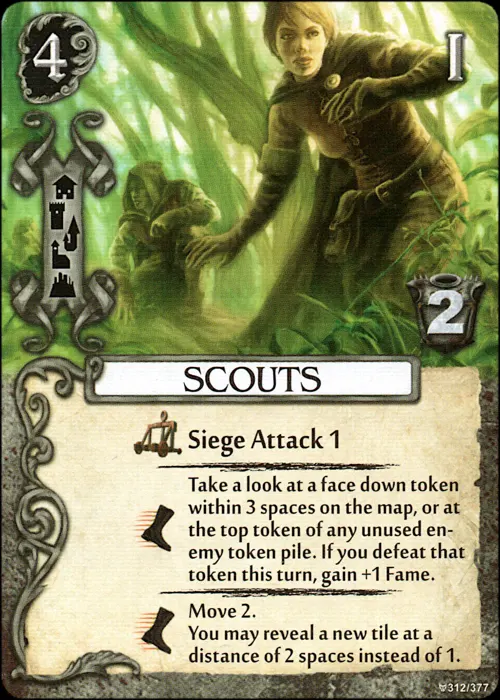 4
I
2
SCOUTS
Siege Attack 1
Take a look at a face down token
within 3 spaces on the map, or at
the top token of any unused en-
emy token pile. If you defeat that
token this turn, gain +1 Fame.
Move 2.
You may reveal a new tile at a
distance of 2 spaces instead of 1.
312/377